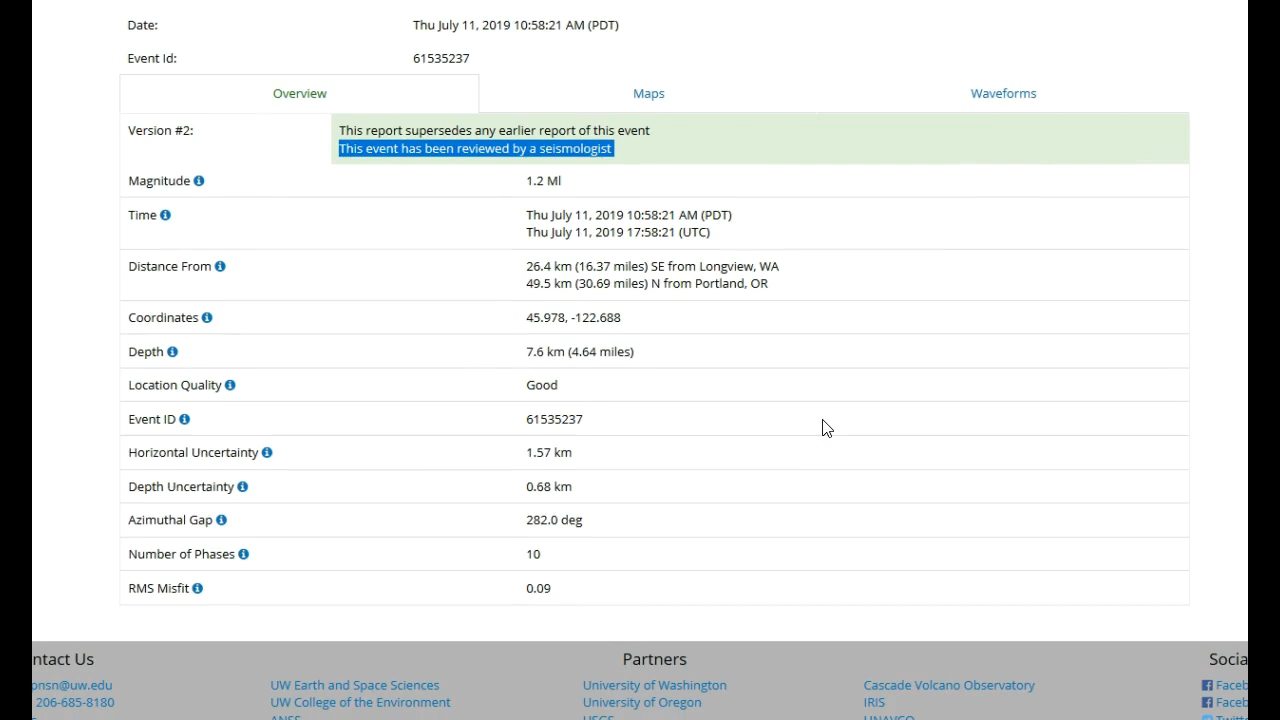 Date: Thu July 11, 2019 10:58:21 AM (PDT)
Event Id: 61535237
Overview Maps Waveforms
Version #2: This report supersedes any earlier report of this event
This event has been reviewed by a seismologist
Magnitude 1.2 Ml
Time Thu July 11, 2019 10:58:21 AM (PDT)
Thu July 11, 2019 17:58:21 (UTC)
Distance From 26.4 km (16.37 miles) SE from Longview, WA
49.5 km (30.69 miles) N from Portland, OR
Coordinates 45.978, -122.688
Depth 7.6 km (4.64 miles)
Location Quality Good
Event ID 61535237
Horizontal Uncertainty 1.57 km
Depth Uncertainty 0.68 km
Azimuthal Gap 282.0 deg
Number of Phases 10
RMS Misfit 0.09
ntact Us Partners Socia
pnsn@uw.edu UW Earth and Space Sciences University of Washington Cascade Volcano Observatory Faceb
206-685-8180 UW College of the Environment University of Oregon IRIS Faceb
ANSS USGS UNAVCO Twitt